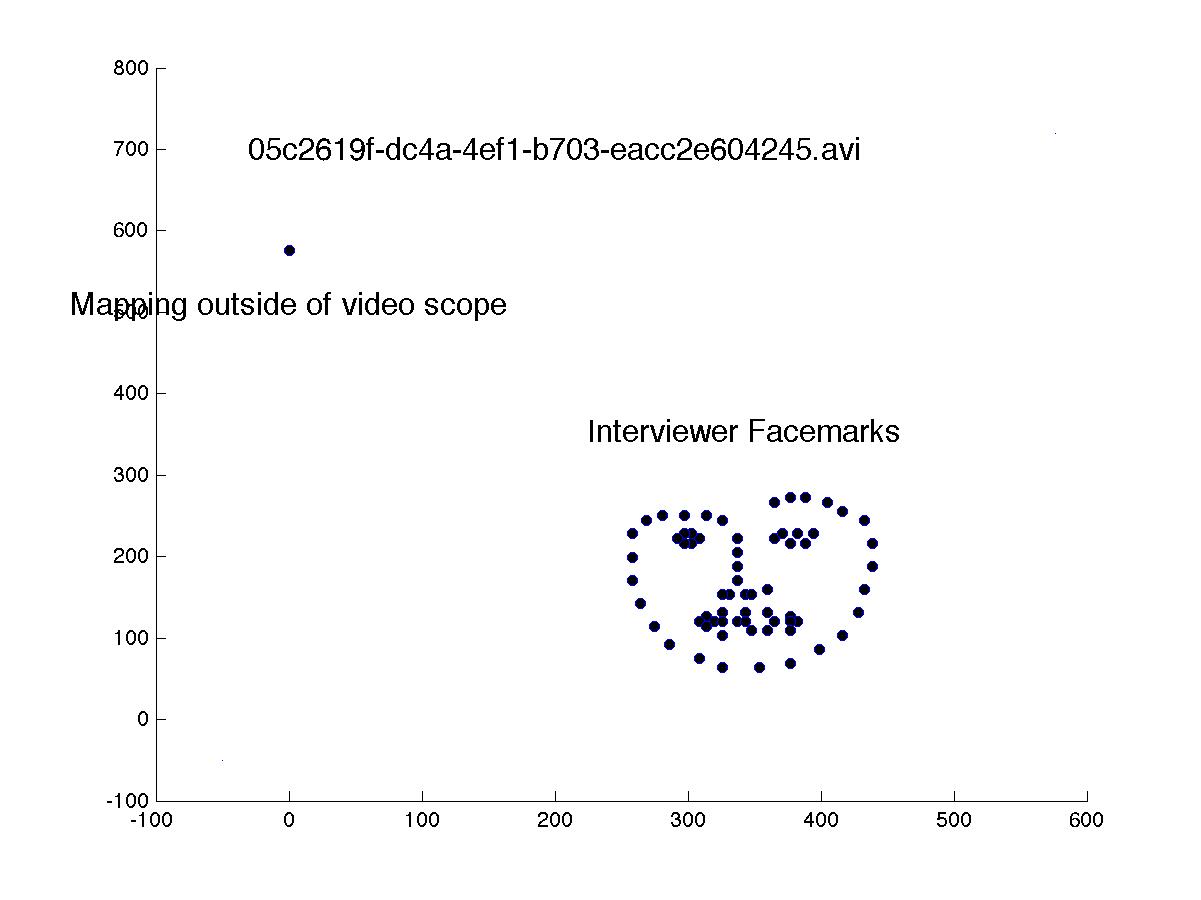 800
700
05c2619f-dc4a-4ef1-b703-eacc2e604245.avi
600
Mapping outside of video scope
500
400
Interviewer Facemarks
300
200
100
0
-100
-100 0 100 200 300 400 500 600